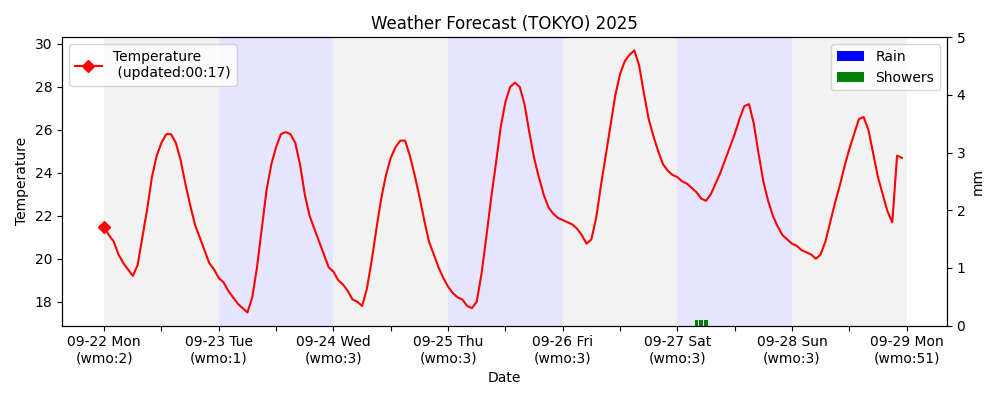 Weather Forecast (TOKYO) 2025
Temperature
(updated:00:17)
Rain
Showers
Temperature
30
28
26
24
22
20
18
5
4
3
2
1
0
mm
09-22 Mon
(wmo:2)
09-23 Tue
(wmo:1)
09-24 Wed
(wmo:3)
09-25 Thu
(wmo:3)
09-26 Fri
(wmo:3)
09-27 Sat
(wmo:3)
09-28 Sun
(wmo:3)
09-29 Mon
(wmo:51)
Date